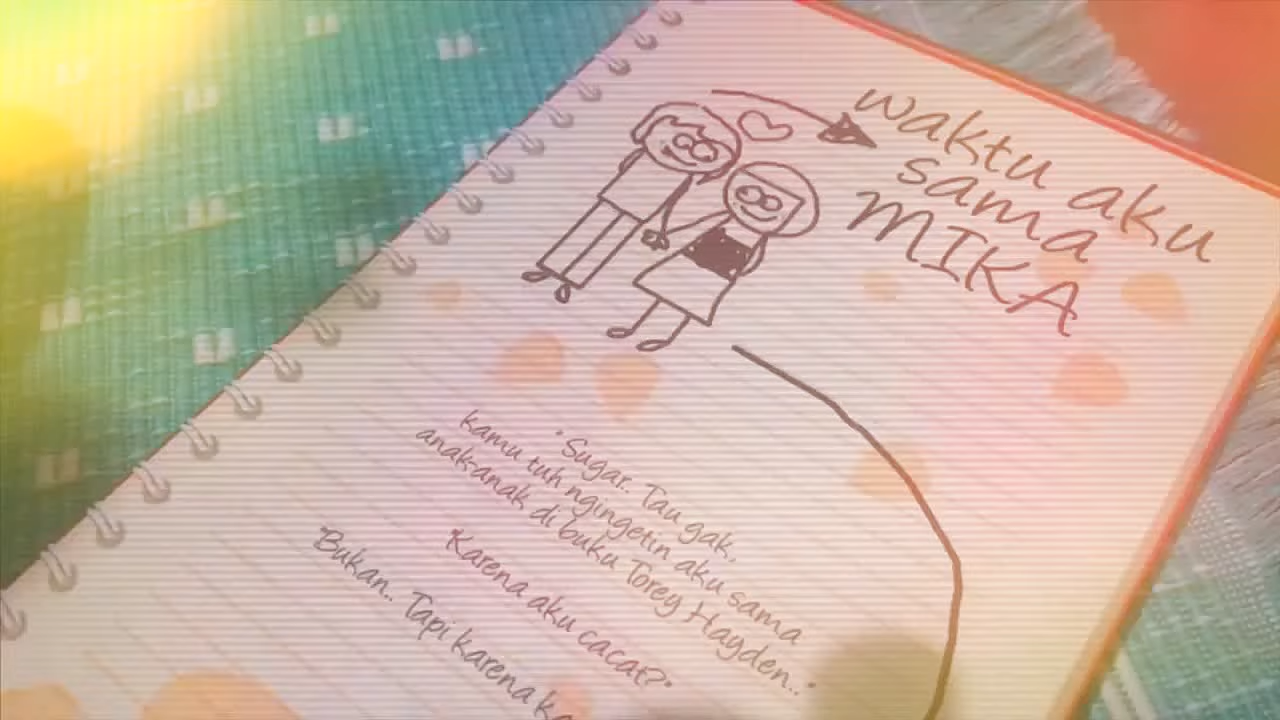 waktu aku
sama
MIKA
"Sugar.. Tau gak,
kamu tuh ngingetin aku sama
anak-anak di buku Torey Hayden.."
"Karena aku cacat?"
"Bukan.. Tapi karena